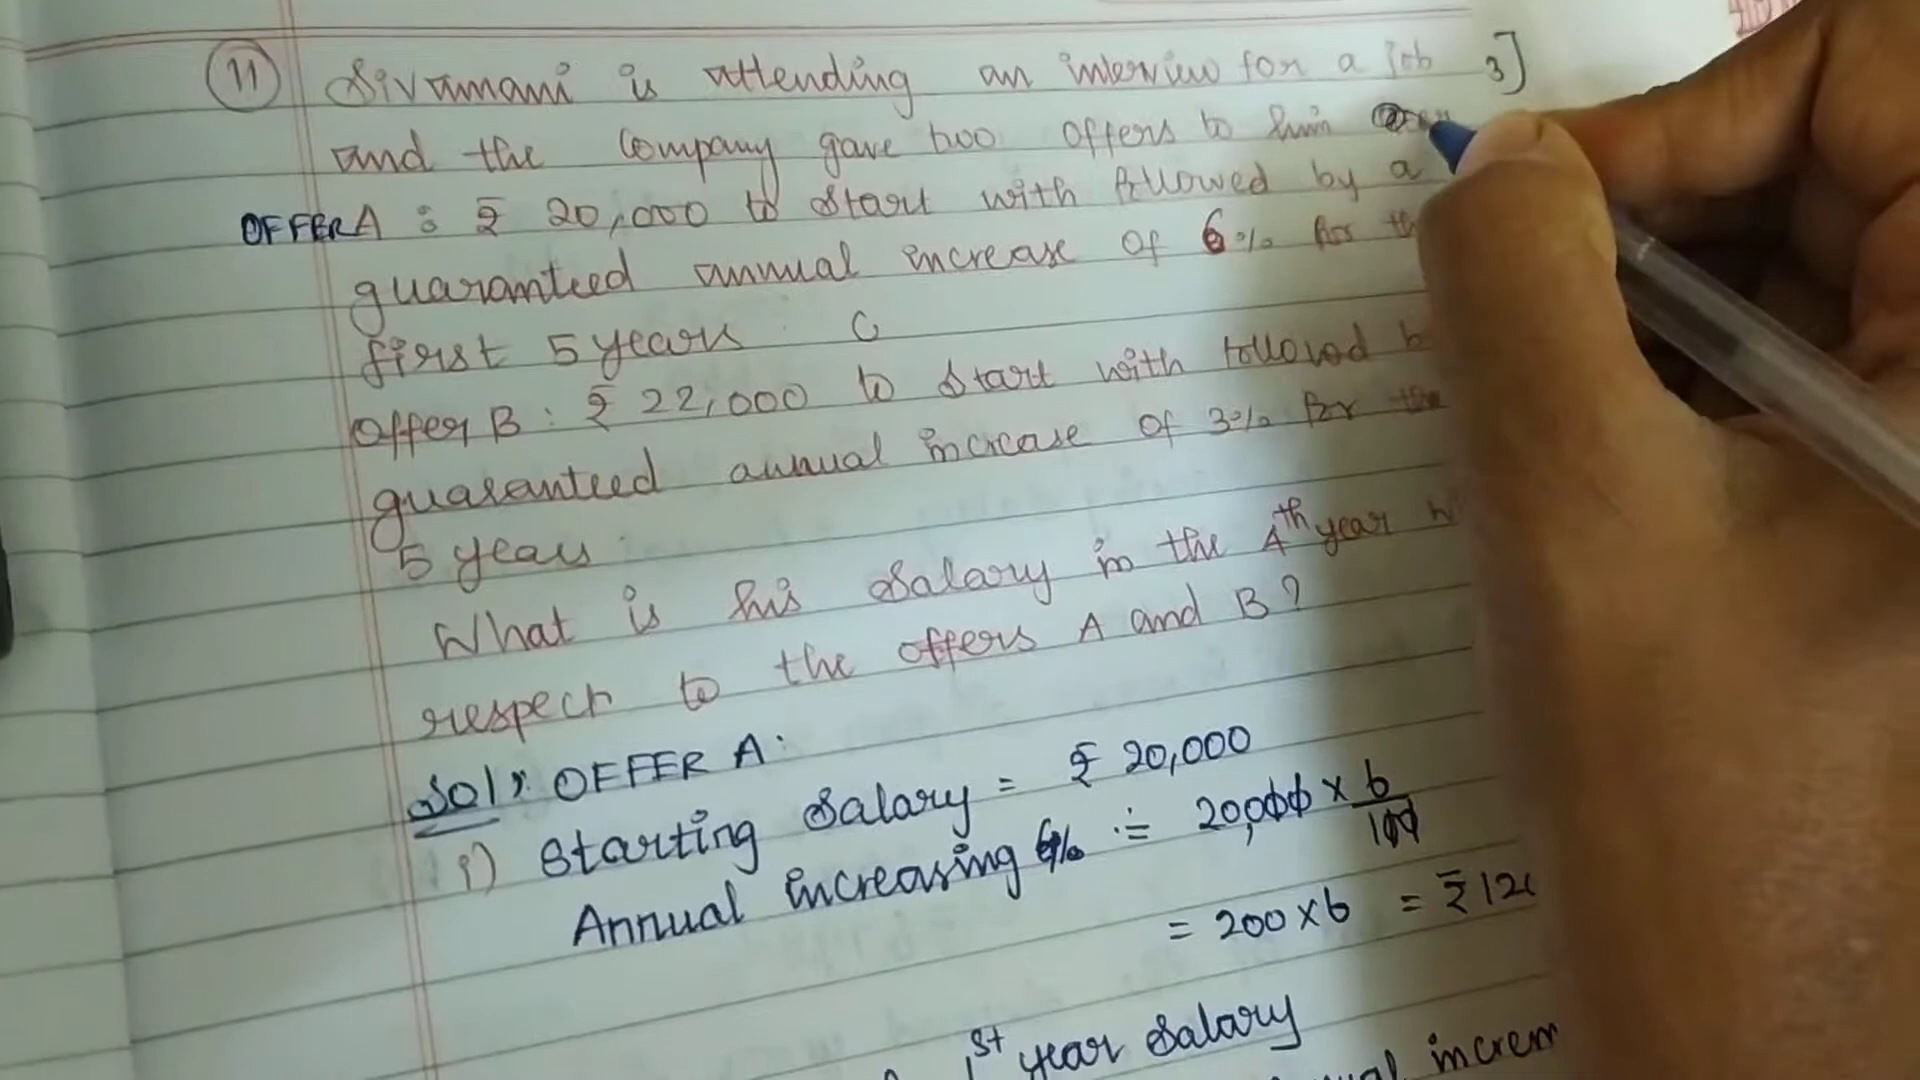 11 Sivamani is attending an interview for a job 3]
and the company gave two offers to him
OFFER A : ₹ 20,000 to start with followed by a
guaranteed annual increase of 6% for th
first 5 years C
Offer B : ₹ 22,000 to start with followed b
guaranteed annual increase of 3% for the
5 years
What is his salary in the 4th year w
respect to the offers A and B?
Sol: OFFER A:
i) Starting Salary = ₹ 20,000
Annual increasing 6% = 20,000 × 6/100
= 200 × 6 = ₹ 120
1st year Salary
increm